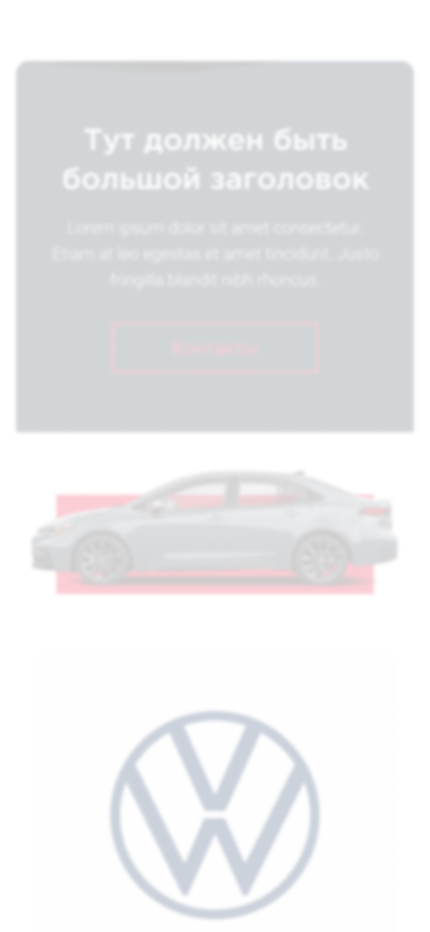 Тут должен быть
большой заголовок
Lorem ipsum dolor sit amet consectetur.
Etiam at leo egestas et amet tincidunt. Justo
fringilla blandit nibh rhoncus.
Контакты